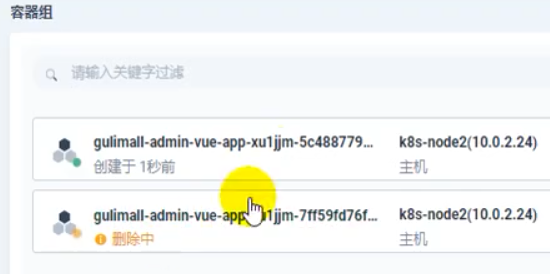 容器组
请输入关键字过滤
gulimall-admin-vue-app-xu1jjm-5c488779... k8s-node2(10.0.2.24)
创建于 1秒前 主机
gulimall-admin-vue-app-xu1jjm-7ff59fd76f... k8s-node2(10.0.2.24)
删除中 主机